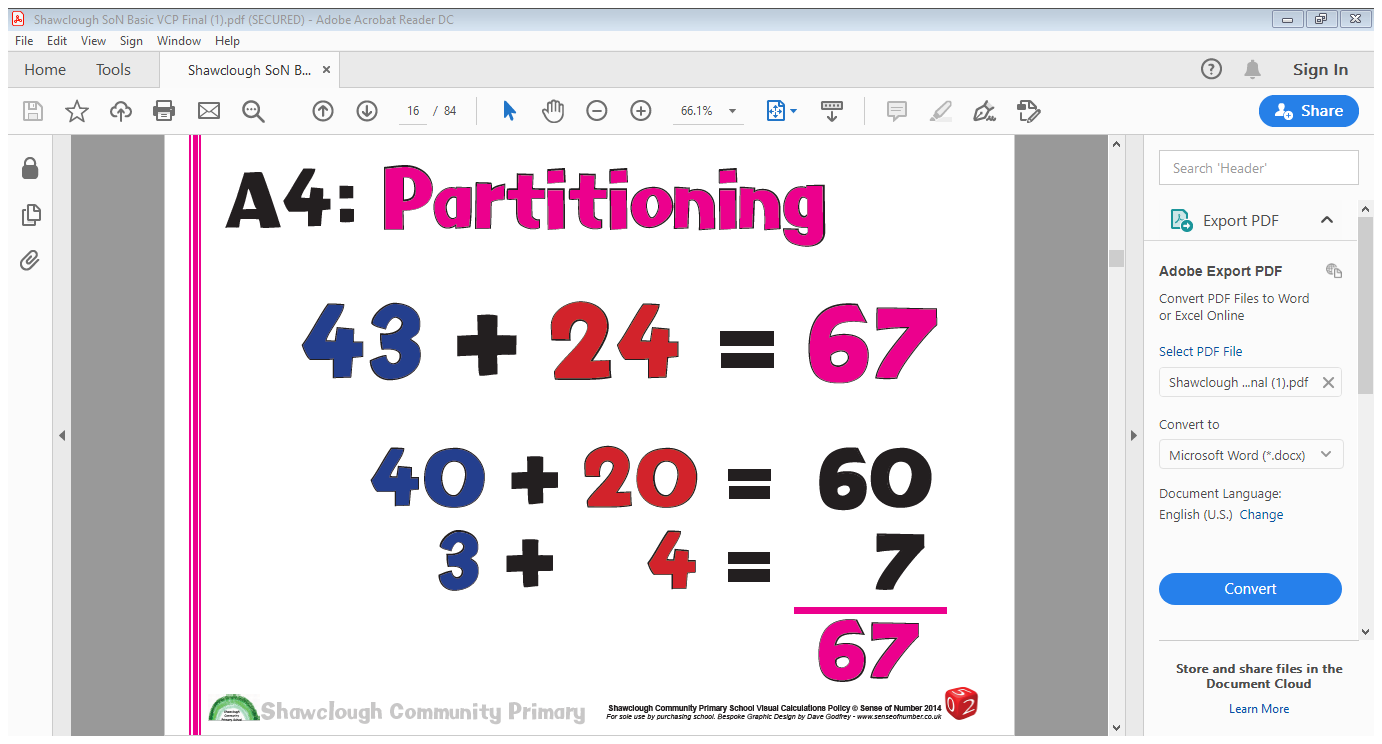 Shawclough SoN Basic VCP Final (1).pdf (SECURED) - Adobe Acrobat Reader DC
File Edit View Sign Window Help
Home Tools Shawclough SoN B... × Sign In
16 / 84 66.1% Share
A4: Partitioning
43 + 24 = 67
40 + 20 = 60
3 + 4 = 7
67
Shawclough Community Primary
Shawclough Community Primary School Visual Calculations Policy © Sense of Number 2014
For sole use by purchasing school. Bespoke Graphic Design by Dave Godfrey - www.senseofnumber.co.uk
Search 'Header'
Export PDF
Adobe Export PDF
Convert PDF Files to Word
or Excel Online
Select PDF File
Shawclough ...nal (1).pdf
Convert to
Microsoft Word (*.docx)
Document Language:
English (U.S.) Change
Convert
Store and share files in the
Document Cloud
Learn More